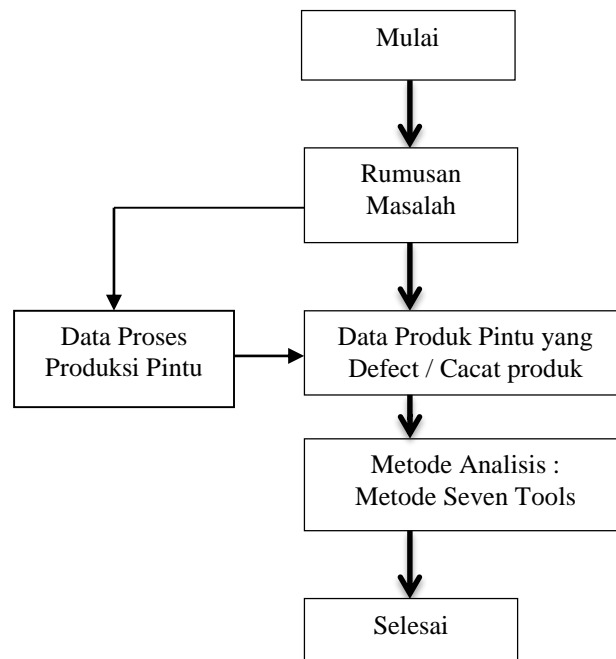 Mulai
Rumusan
Masalah
Data Proses
Produksi Pintu
Data Produk Pintu yang
Defect / Cacat produk
Metode Analisis :
Metode Seven Tools
Selesai